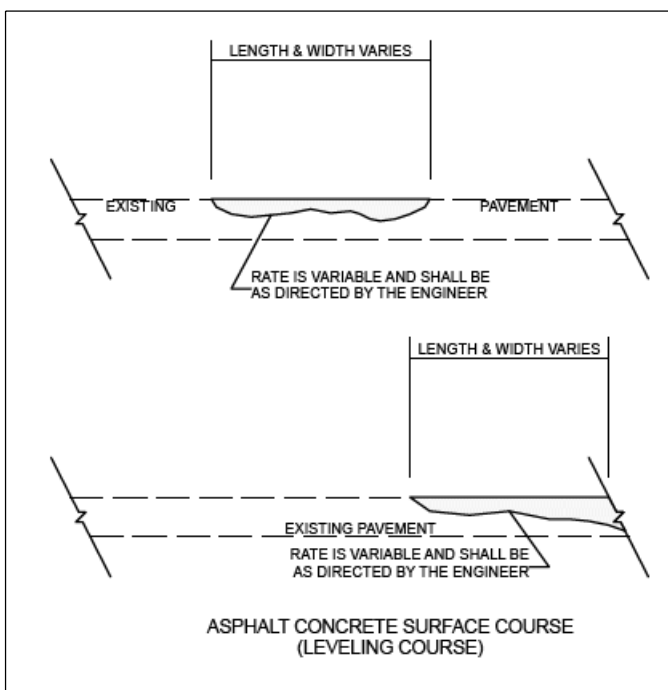 LENGTH & WIDTH VARIES
EXISTING
PAVEMENT
RATE IS VARIABLE AND SHALL BE
AS DIRECTED BY THE ENGINEER
LENGTH & WIDTH VARIES
EXISTING PAVEMENT
RATE IS VARIABLE AND SHALL BE
AS DIRECTED BY THE ENGINEER
ASPHALT CONCRETE SURFACE COURSE
(LEVELING COURSE)